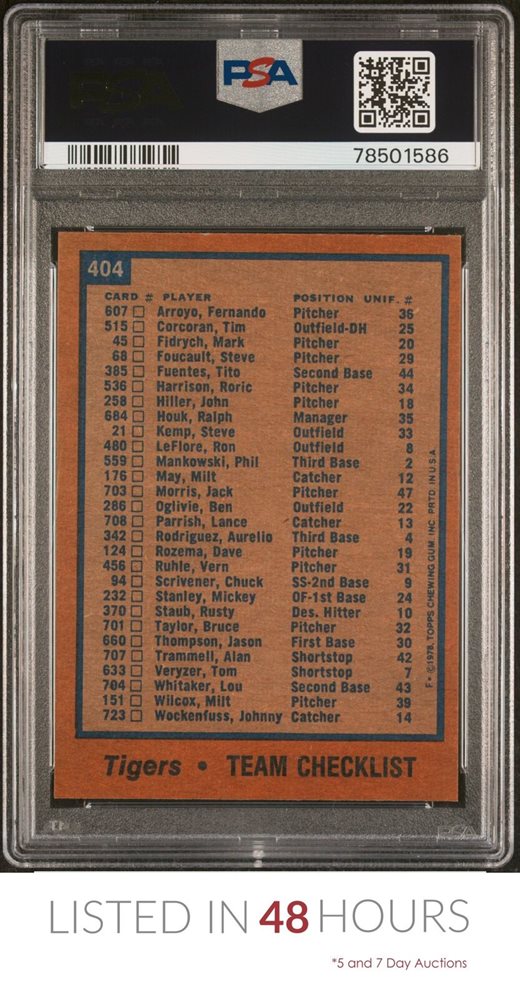 PSA
78501586
404
CARD # PLAYER POSITION UNIF. #
607 Arroyo, Fernando Pitcher 36
515 Corcoran, Tim Outfield-DH 25
45 Fidrych, Mark Pitcher 20
68 Foucault, Steve Pitcher 29
385 Fuentes, Tito Second Base 44
536 Harrison, Roric Pitcher 34
258 Hiller, John Pitcher 18
684 Houk, Ralph Manager 35
21 Kemp, Steve Outfield 33
480 LeFlore, Ron Outfield 8
559 Mankowski, Phil Third Base 2
176 May, Milt Catcher 12
703 Morris, Jack Pitcher 47
286 Oglivie, Ben Outfield 22
708 Parrish, Lance Catcher 13
342 Rodriguez, Aurelio Third Base 4
124 Rozema, Dave Pitcher 19
456 Ruhle, Vern Pitcher 31
94 Scrivener, Chuck SS-2nd Base 9
232 Stanley, Mickey OF-1st Base 24
370 Staub, Rusty Des. Hitter 10
701 Taylor, Bruce Pitcher 32
660 Thompson, Jason First Base 30
707 Trammell, Alan Shortstop 42
633 Veryzer, Tom Shortstop 7
704 Whitaker, Lou Second Base 43
151 Wilcox, Milt Pitcher 39
723 Wockenfuss, Johnny Catcher 14
F* ©1978, TOPPS CHEWING GUM, INC. PRTD. IN U.S.A.
Tigers • TEAM CHECKLIST
PSA
LISTED IN 48 HOURS
*5 and 7 Day Auctions